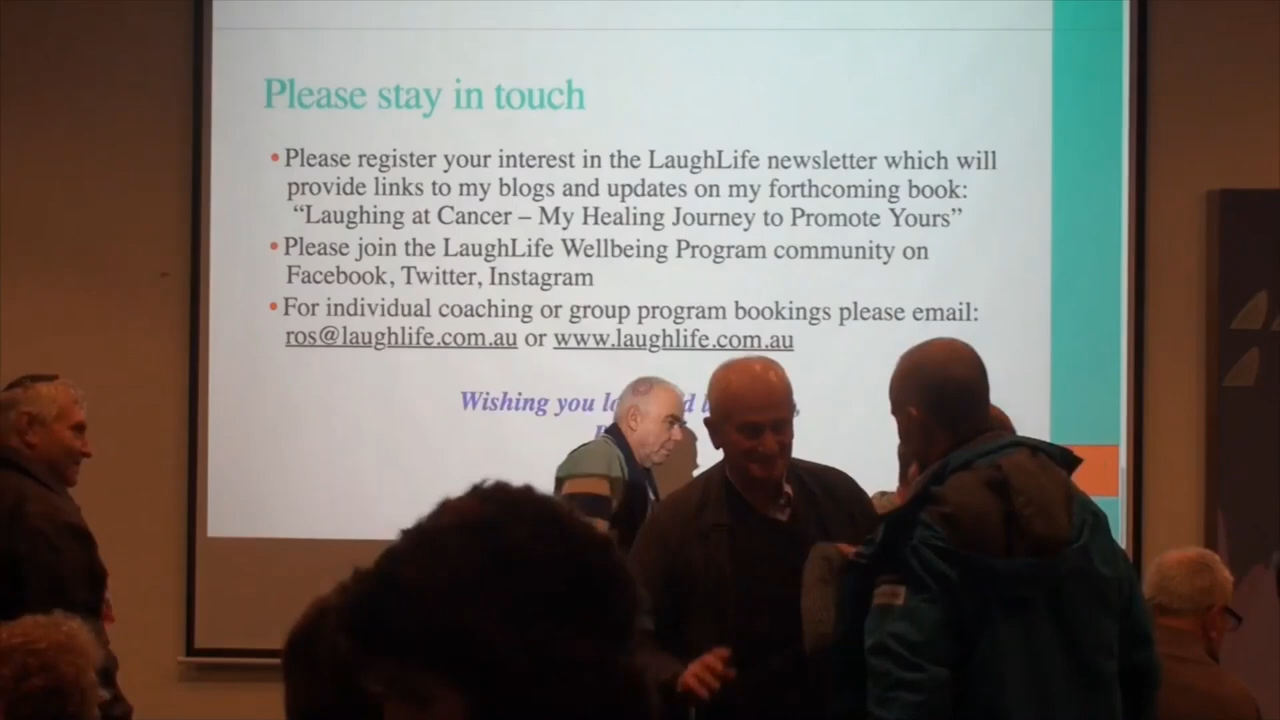 Please stay in touch
•Please register your interest in the LaughLife newsletter which will
provide links to my blogs and updates on my forthcoming book:
“Laughing at Cancer – My Healing Journey to Promote Yours”
•Please join the LaughLife Wellbeing Program community on
Facebook, Twitter, Instagram
•For individual coaching or group program bookings please email:
ros@laughlife.com.au or www.laughlife.com.au
Wishing you